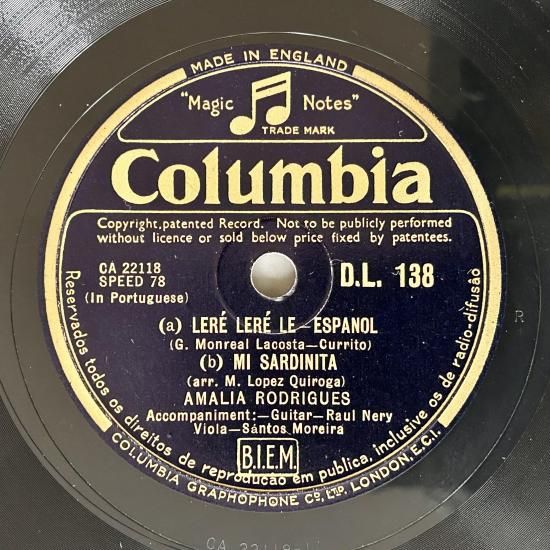 MADE IN ENGLAND
"Magic Notes"
TRADE MARK
Columbia
Copyright, patented Record. Not to be publicly performed
without licence or sold below price fixed by patentees.
CA 22118
SPEED 78
(In Portuguese)
D.L. 138
(a) LERÉ LERÉ LE-ESPANOL
(G. Monreal Lacosta—Currito)
(b) MI SARDINITA
(arr. M. Lopez Quiroga)
AMALIA RODRIGUES
Accompaniment:—Guitar—Raul Nery
Viola—Santos Moreira
B.I.E.M.
Reservados todos os direitos de reproducão em publica, inclusive os de radio-difusão
COLUMBIA GRAPHOPHONE Co., LTD. LONDON, E.C.1.
R